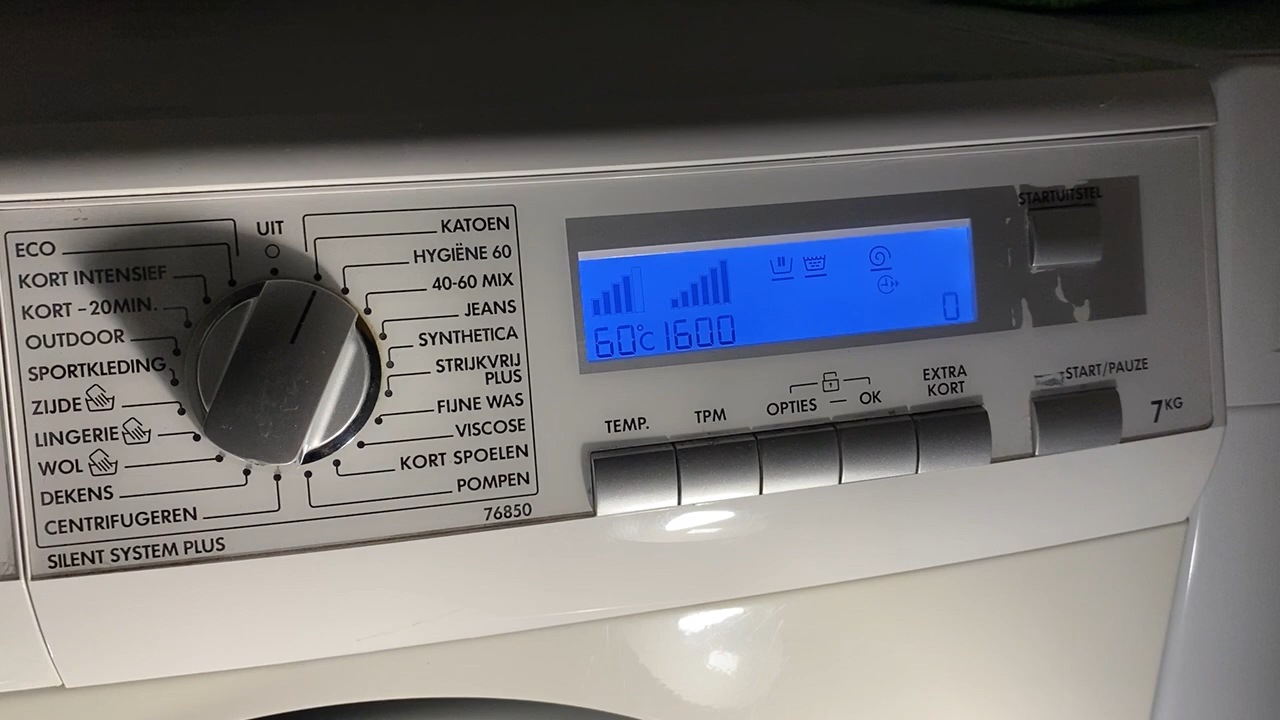 UIT
ECO
KORT INTENSIEF
KORT - 20MIN.
OUTDOOR
SPORTKLEDING
ZIJDE
LINGERIE
WOL
DEKENS
CENTRIFUGEREN
SILENT SYSTEM PLUS
KATOEN
HYGIËNE 60
40-60 MIX
JEANS
SYNTHETICA
STRIJKVRIJ
PLUS
FIJNE WAS
VISCOSE
KORT SPOELEN
POMPEN
76850
60°C 1600
0
TEMP.
TPM
OPTIES
OK
EXTRA
KORT
STARTUITSTEL
START/PAUZE
7KG